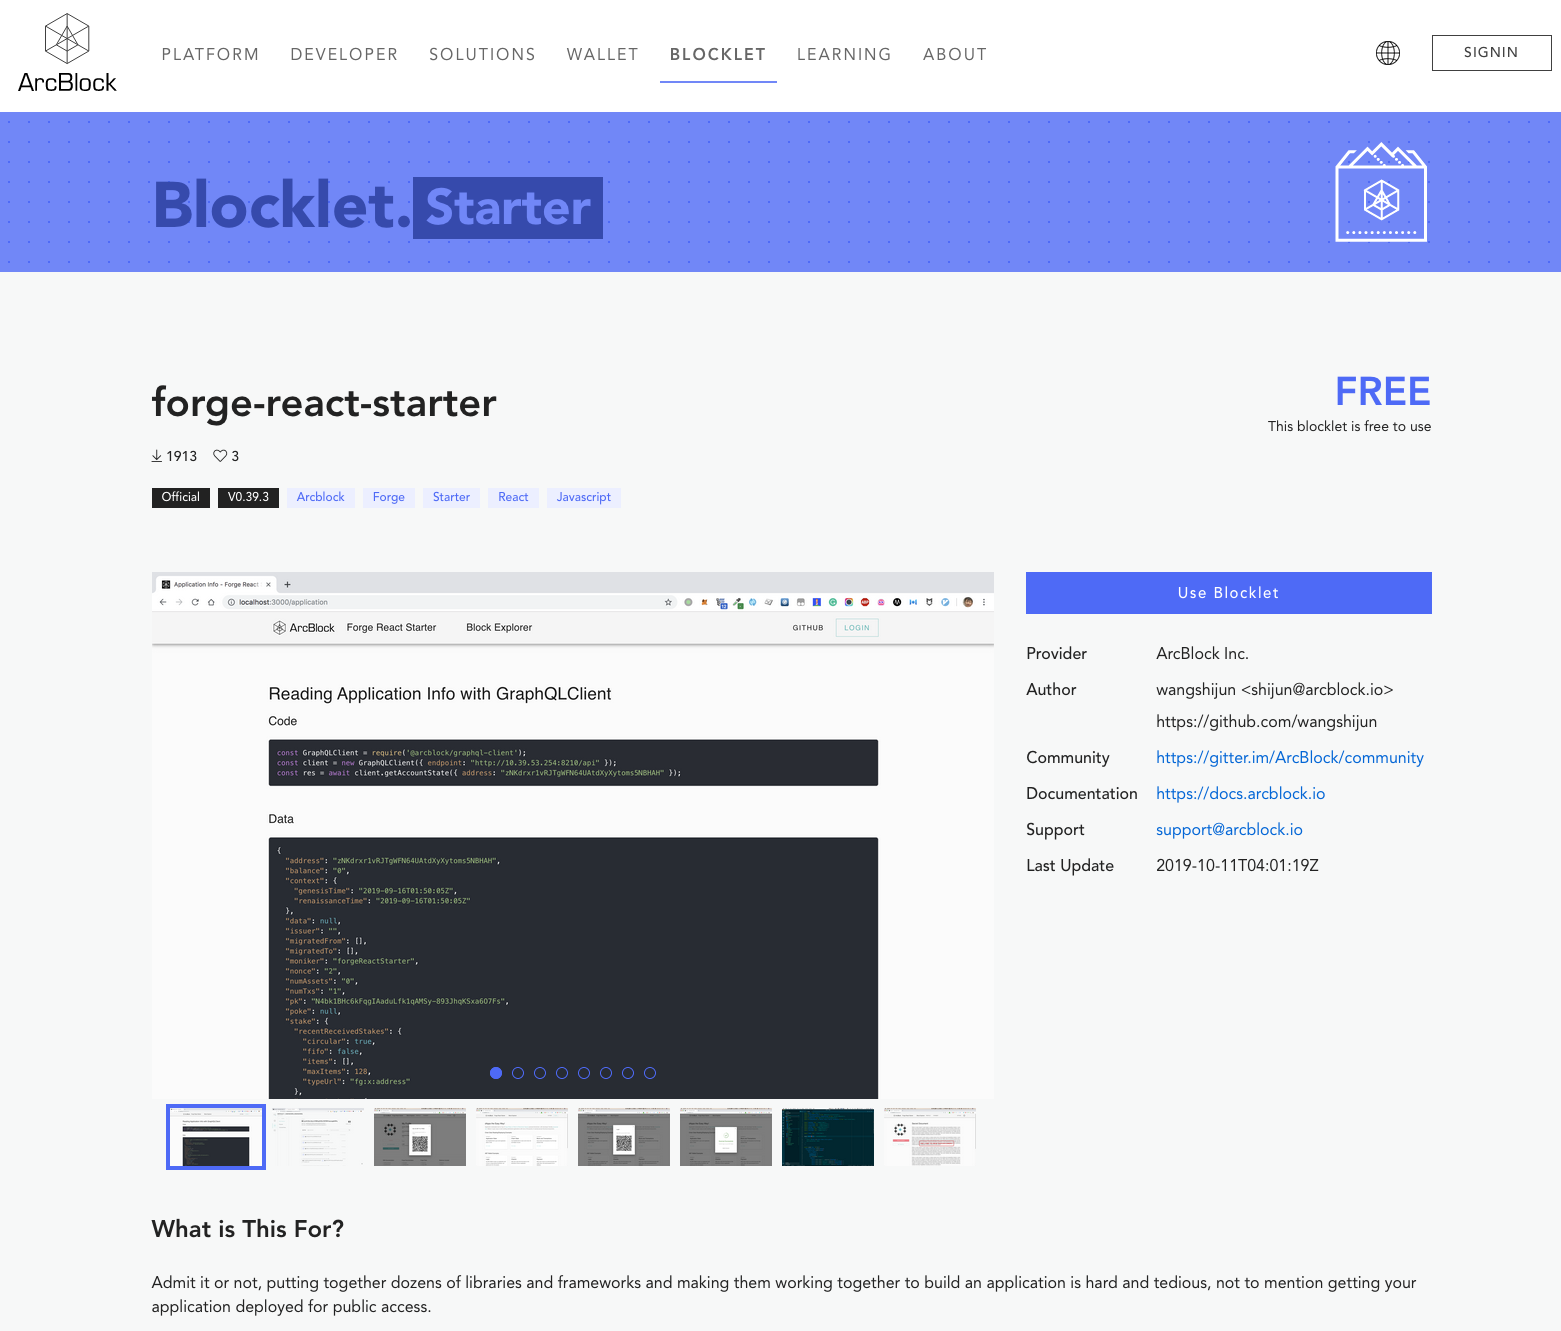 ArcBlock
PLATFORM DEVELOPER SOLUTIONS WALLET BLOCKLET LEARNING ABOUT
SIGNIN
Blocklet.Starter
forge-react-starter
FREE
This blocklet is free to use
1913 3
Official V0.39.3 Arcblock Forge Starter React Javascript
Application Info - Forge React
localhost:3000/application
ArcBlock Forge React Starter Block Explorer GITHUB LOGIN
Reading Application Info with GraphQLClient
Code
const GraphQLClient = require('@arcblock/graphql-client');
const client = new GraphQLClient({ endpoint: "http://10.39.53.254:8210/api" });
const res = await client.getAccountState({ address: "zNKdrxr1vRJTgWFN64UAtdXyXytoms5NBHAH" });
Data
{
"address": "zNKdrxr1vRJTgWFN64UAtdXyXytoms5NBHAH",
"balance": "0",
"context": {
"genesisTime": "2019-09-16T01:50:05Z",
"renaissanceTime": "2019-09-16T01:50:05Z"
},
"data": null,
"issuer": "",
"migratedFrom": [],
"migratedTo": [],
"moniker": "forgeReactStarter",
"nonce": "2",
"numAssets": "0",
"numTxs": "1",
"pk": "N4bk1BHc6kFqgIAaduLfk1qAMSy-893JhqKSxa6O7Fs",
"poke": null,
"stake": {
"recentReceivedStakes": {
"circular": true,
"fifo": false,
"items": [],
"maxItems": 128,
"typeUrl": "fg:x:address"
},
Use Blocklet
Provider ArcBlock Inc.
Author wangshijun <shijun@arcblock.io>
https://github.com/wangshijun
Community https://gitter.im/ArcBlock/community
Documentation https://docs.arcblock.io
Support support@arcblock.io
Last Update 2019-10-11T04:01:19Z
What is This For?
Admit it or not, putting together dozens of libraries and frameworks and making them working together to build an application is hard and tedious, not to mention getting your
application deployed for public access.